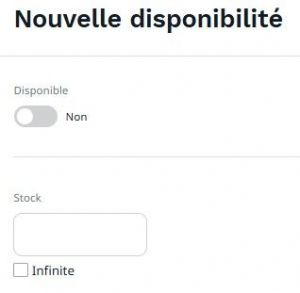 Nouvelle disponibilité
Disponible
Non
Stock
Infinite